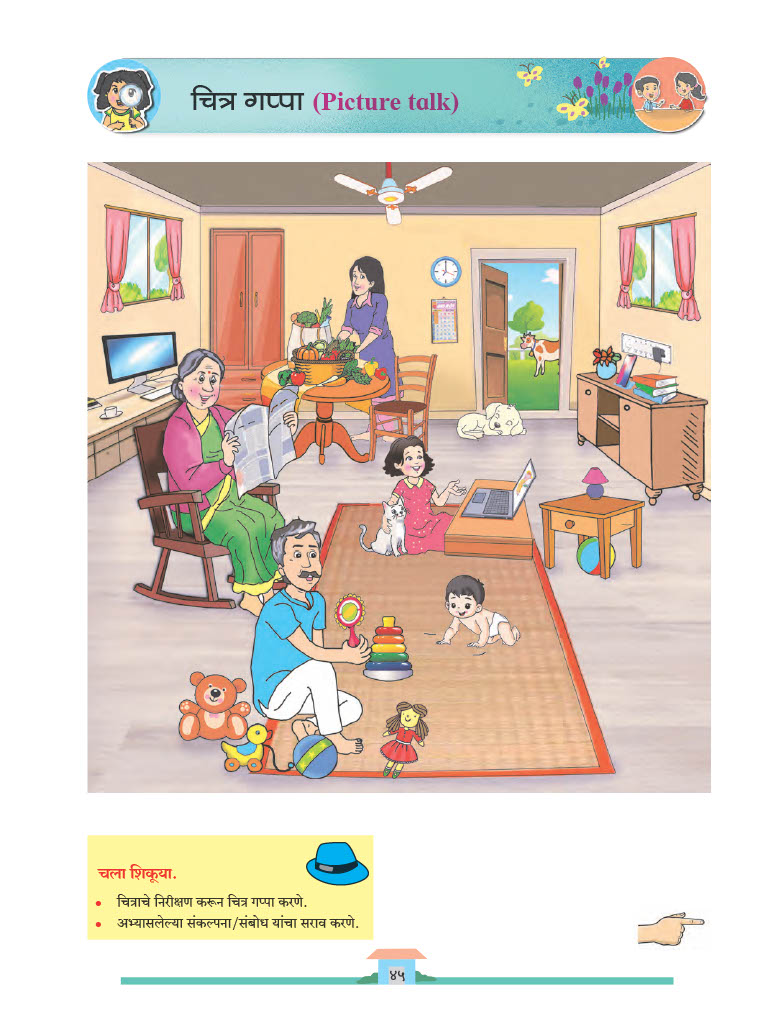 चित्र गप्पा (Picture talk)
चला शिकूया.
• चित्राचे निरीक्षण करून चित्र गप्पा करणे.
• अभ्यासलेल्या संकल्पना/संबोध यांचा सराव करणे.
४५